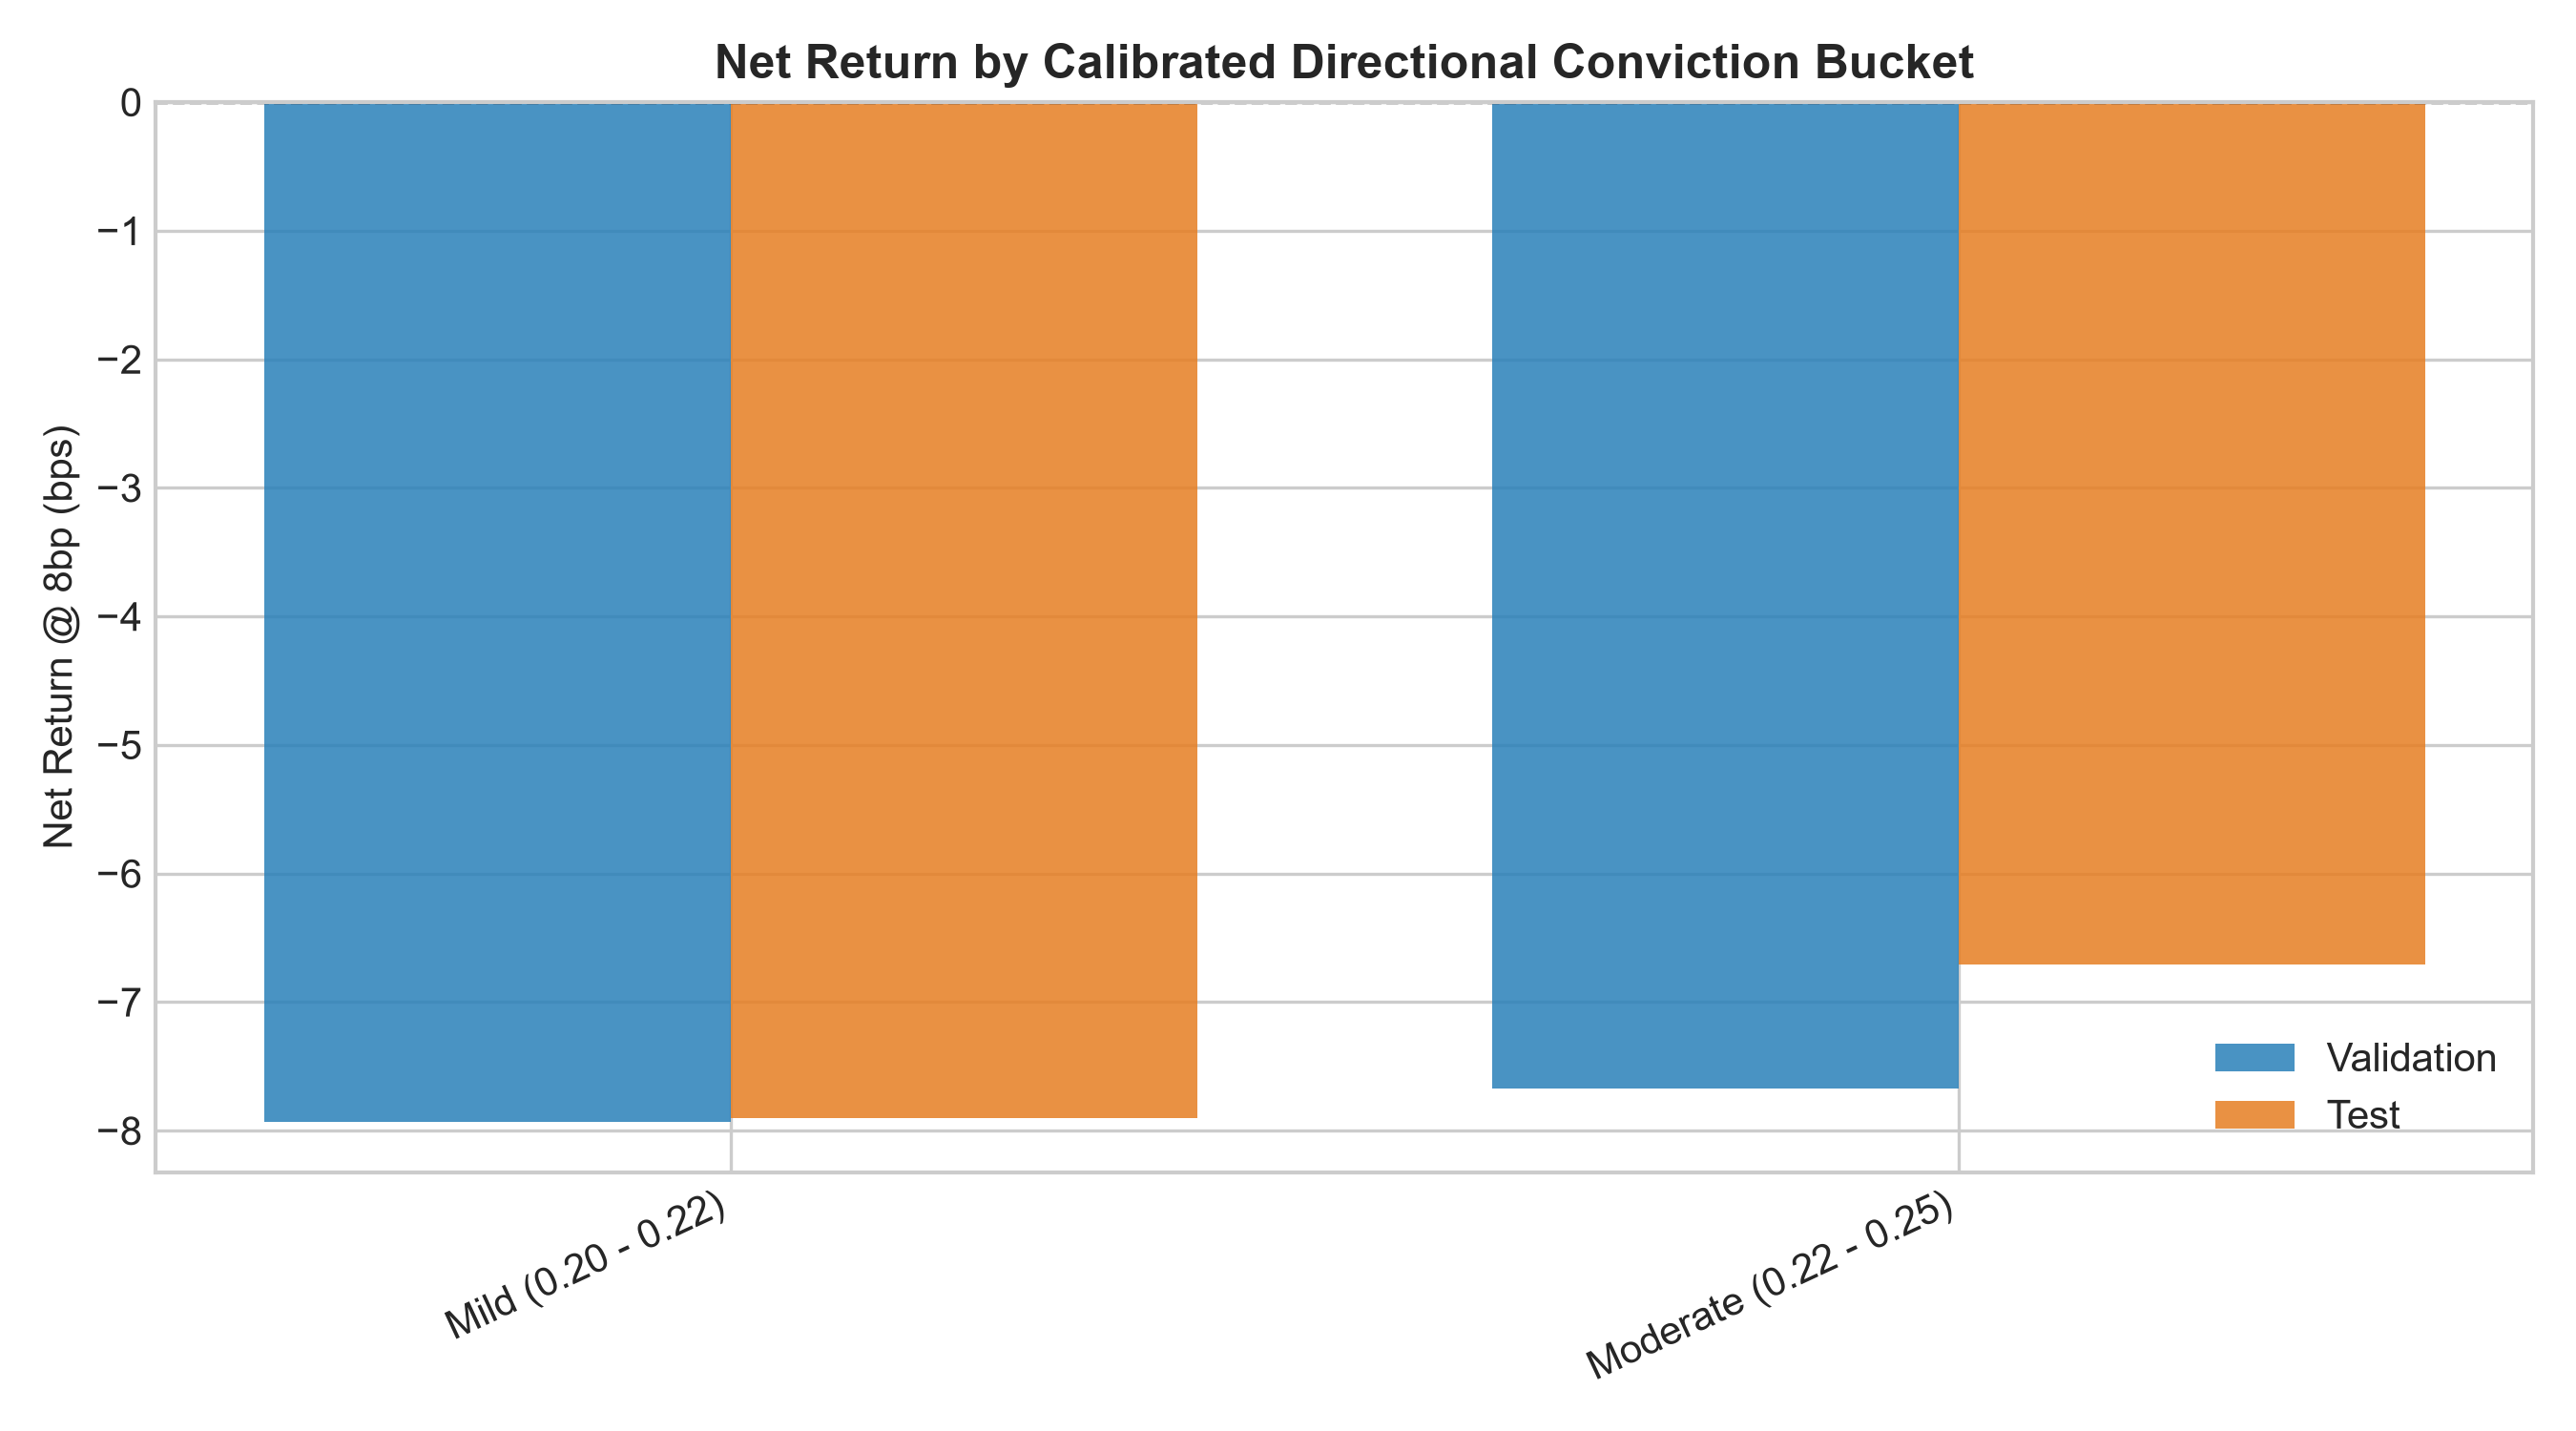 Net Return by Calibrated Directional Conviction Bucket
Net Return @ 8bp (bps)
0
−1
−2
−3
−4
−5
−6
−7
−8
Validation
Test
Mild (0.20 - 0.22)
Moderate (0.22 - 0.25)